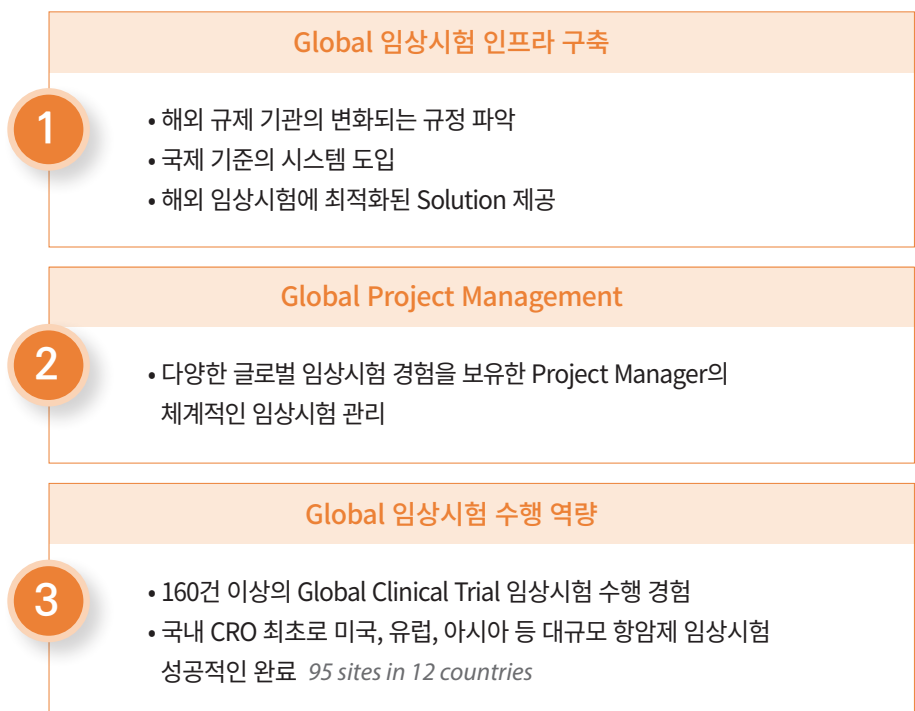 Global 임상시험 인프라 구축
1
• 해외 규제 기관의 변화되는 규정 파악
• 국제 기준의 시스템 도입
• 해외 임상시험에 최적화된 Solution 제공
Global Project Management
2
• 다양한 글로벌 임상시험 경험을 보유한 Project Manager의
체계적인 임상시험 관리
Global 임상시험 수행 역량
3
• 160건 이상의 Global Clinical Trial 임상시험 수행 경험
• 국내 CRO 최초로 미국, 유럽, 아시아 등 대규모 항암제 임상시험
성공적인 완료 95 sites in 12 countries